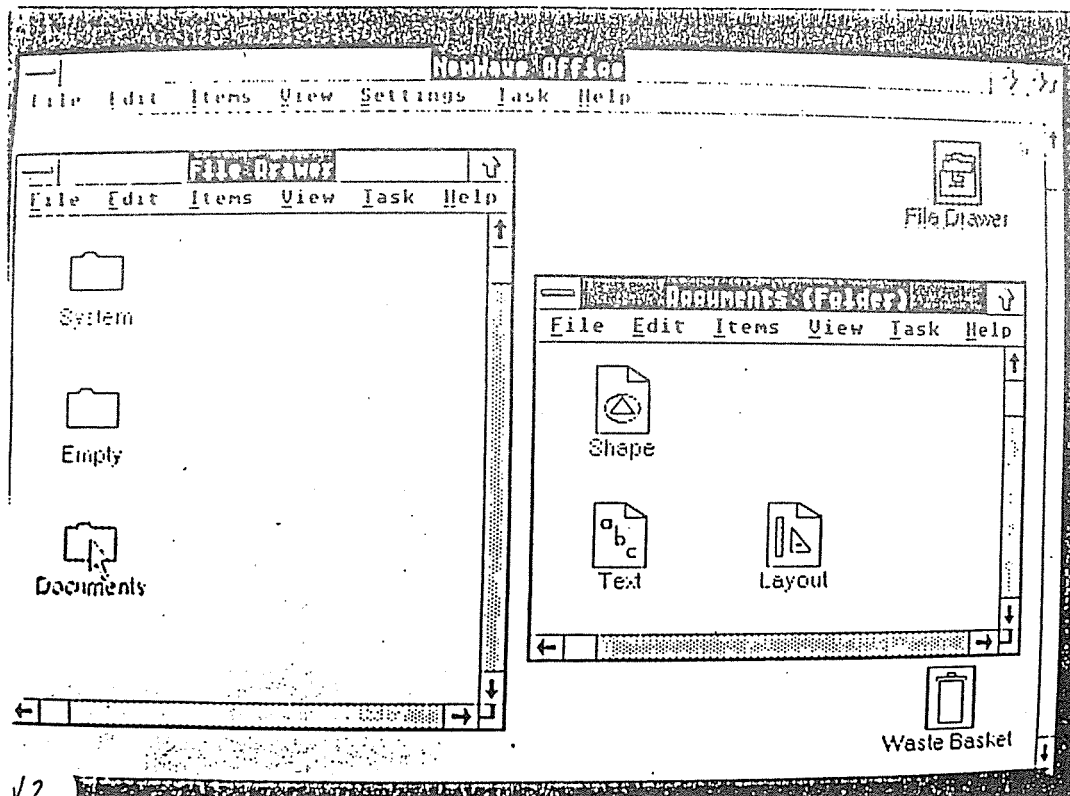 NewWave Office
File Edit Items View Settings Task Help
File Drawer
File Edit Items View Task Help
File Drawer
System
Documents (Folder)
File Edit Items View Task Help
Empty
Shape
Documents
a
b
c
Text Layout
Waste Basket